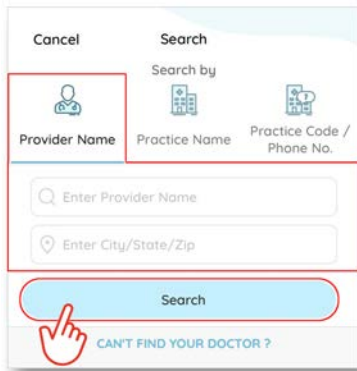 Cancel Search
Search by
Provider Name Practice Name Practice Code /
Phone No.
Enter Provider Name
Enter City/State/Zip
Search
CAN'T FIND YOUR DOCTOR ?